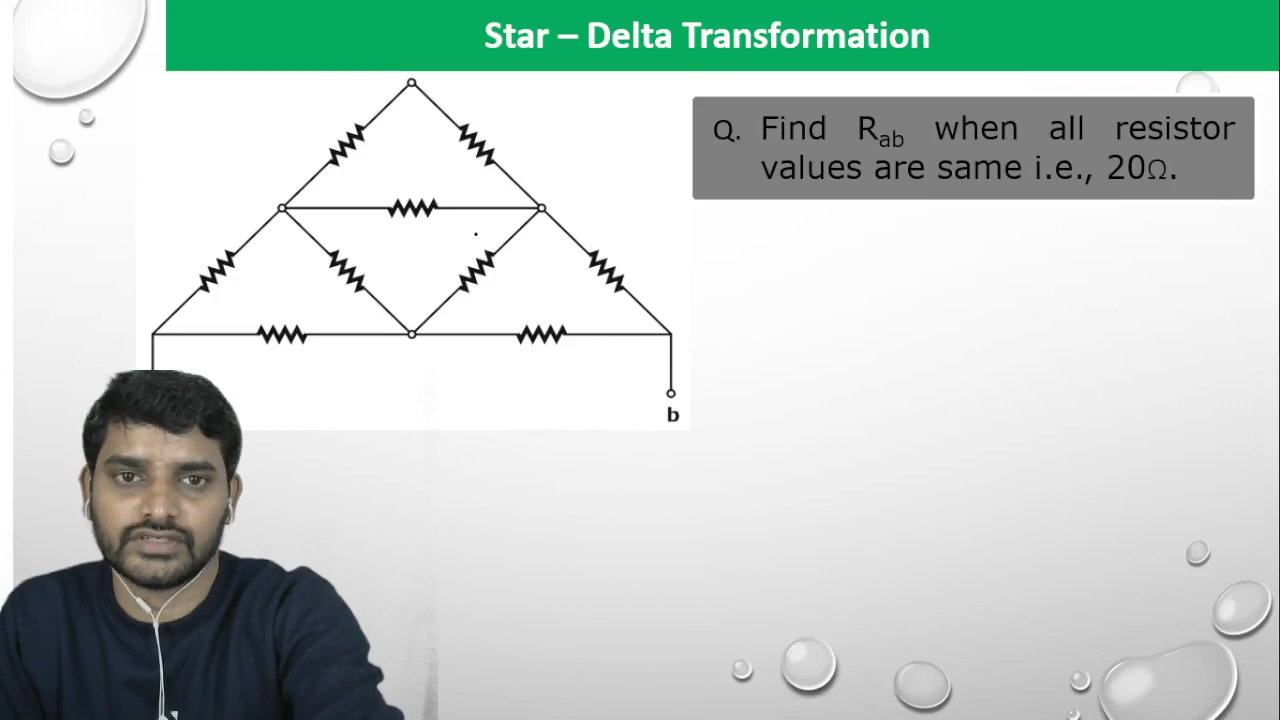 Star – Delta Transformation
Q. Find Rab when all resistor
values are same i.e., 20Ω.
b